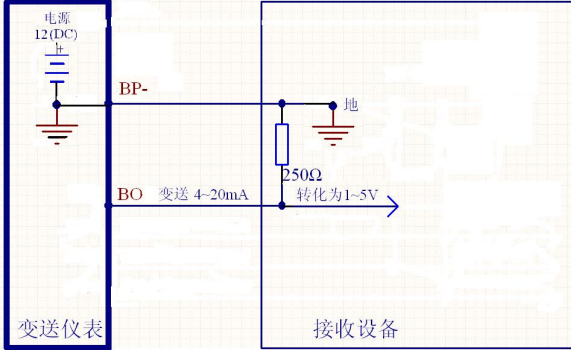 电源
12(DC)
+
BP-
地
250Ω
BO 变送 4~20mA 转化为1~5V
变送仪表 接收设备